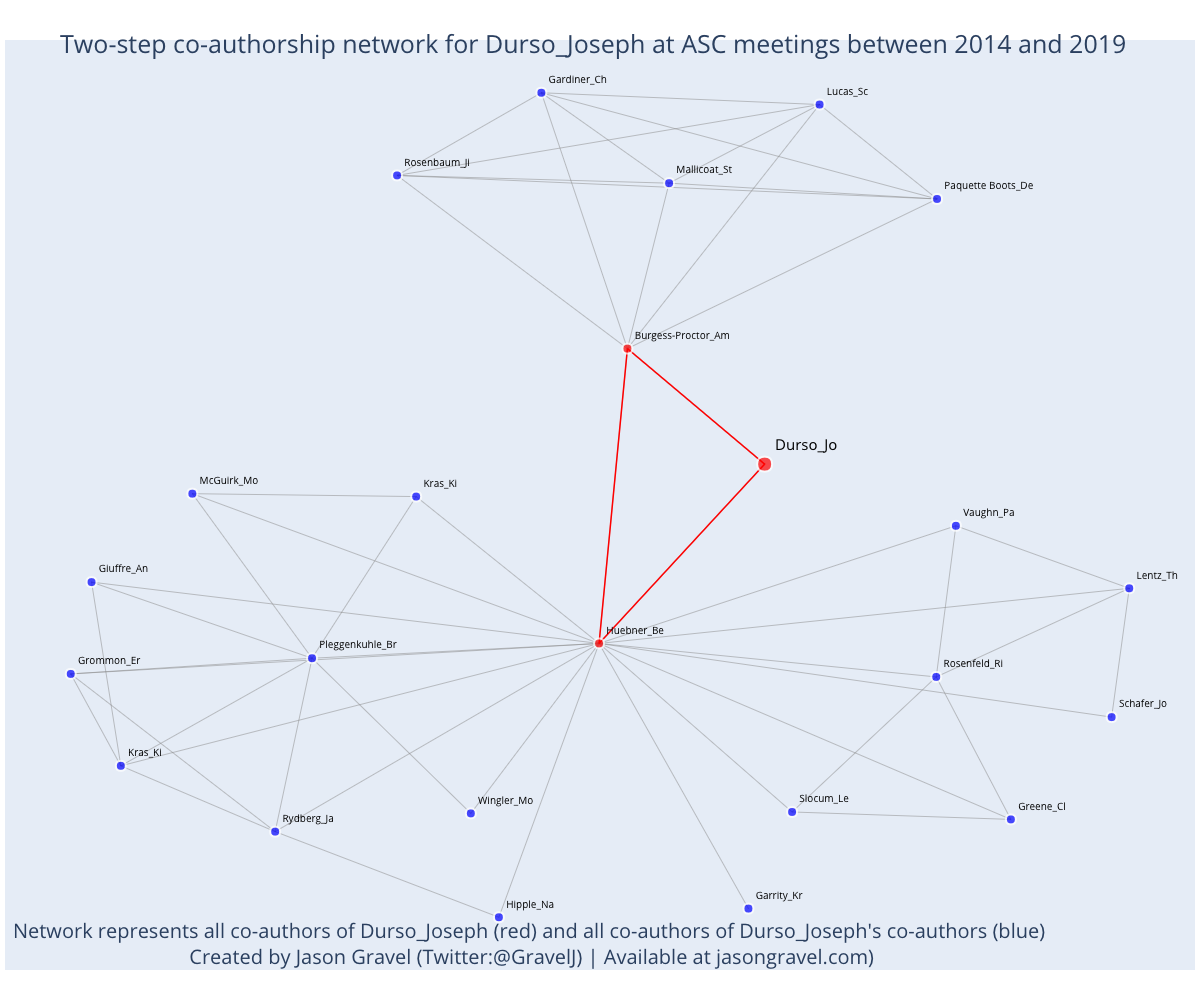 Two-step co-authorship network for Durso_Joseph at ASC meetings between 2014 and 2019
Gardiner_Ch
Lucas_Sc
Rosenbaum_Ji
Mallicoat_St
Paquette Boots_De
Burgess-Proctor_Am
Durso_Jo
McGuirk_Mo
Kras_Ki
Vaughn_Pa
Giuffre_An
Lentz_Th
Huebner_Be
Pleggenkuhle_Br
Grommon_Er
Rosenfeld_Ri
Schafer_Jo
Kras_Ki
Wingler_Mo
Slocum_Le
Greene_Cl
Rydberg_Ja
Garrity_Kr
Hipple_Na
Network represents all co-authors of Durso_Joseph (red) and all co-authors of Durso_Joseph's co-authors (blue)
Created by Jason Gravel (Twitter:@GravelJ) | Available at jasongravel.com)